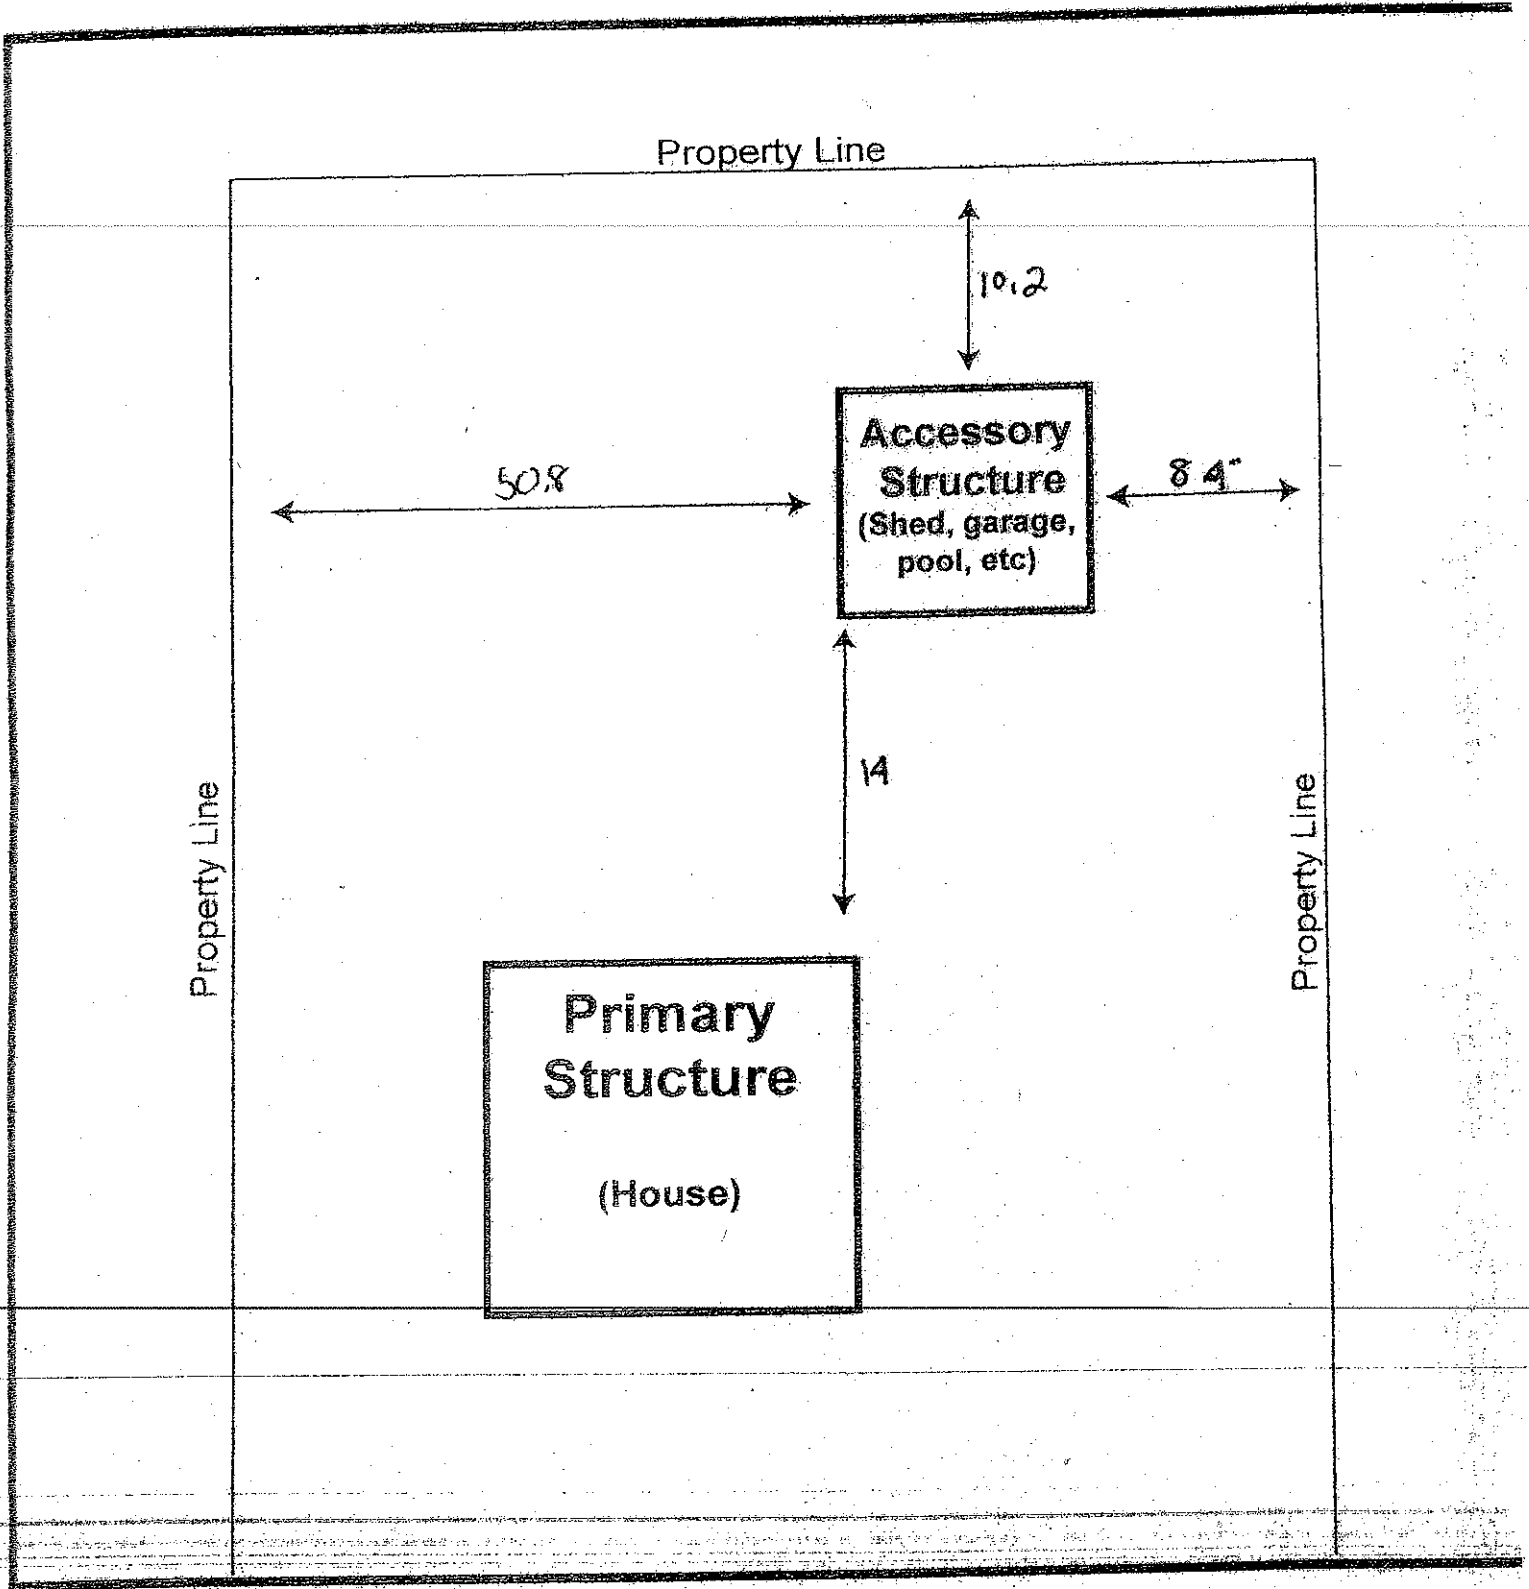 Property Line
10.2
Accessory
Structure
(Shed, garage,
pool, etc)
50.8
8 4"
14
Property Line
Property Line
Primary
Structure
(House)